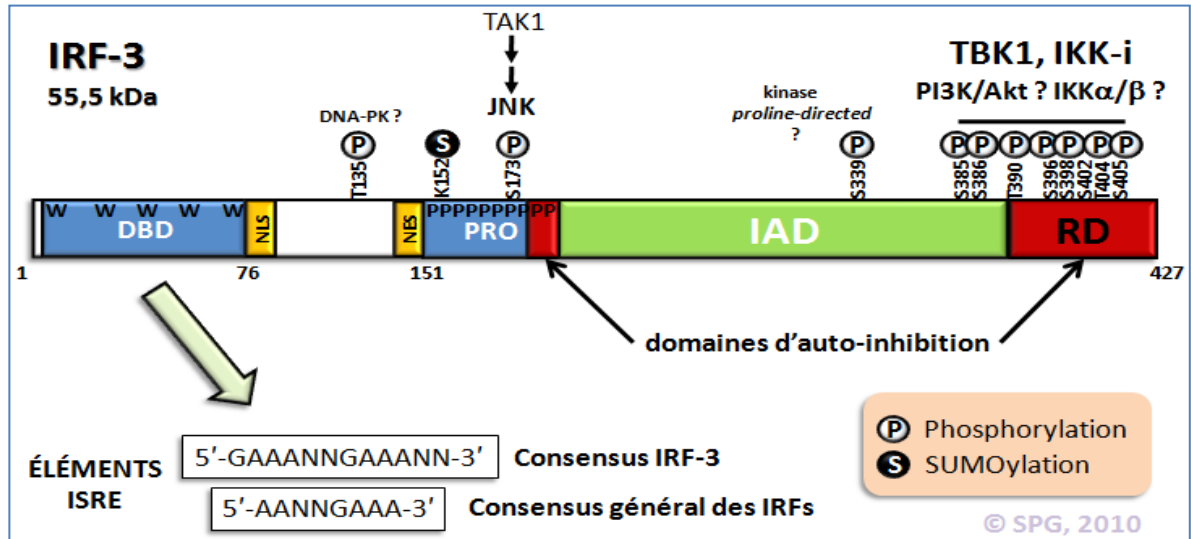 IRF-3
55,5 kDa
TAK1
JNK
TBK1, IKK-i
PI3K/Akt ? IKKα/β ?
DNA-PK ?
kinase
proline-directed
?
P S P P P P P P P P P P
T135 K152 S173 S339 S385 S386 T390 S396 S398 S402 T404 S405
W W W W W PPPPPPPPPP
DBD NLS NES PRO IAD RD
1 76 151 427
domaines d'auto-inhibition
ÉLÉMENTS
ISRE
5'-GAAANNGAAANN-3' Consensus IRF-3
5'-AANNGAAA-3' Consensus général des IRFs
P Phosphorylation
S SUMOylation
© SPG, 2010